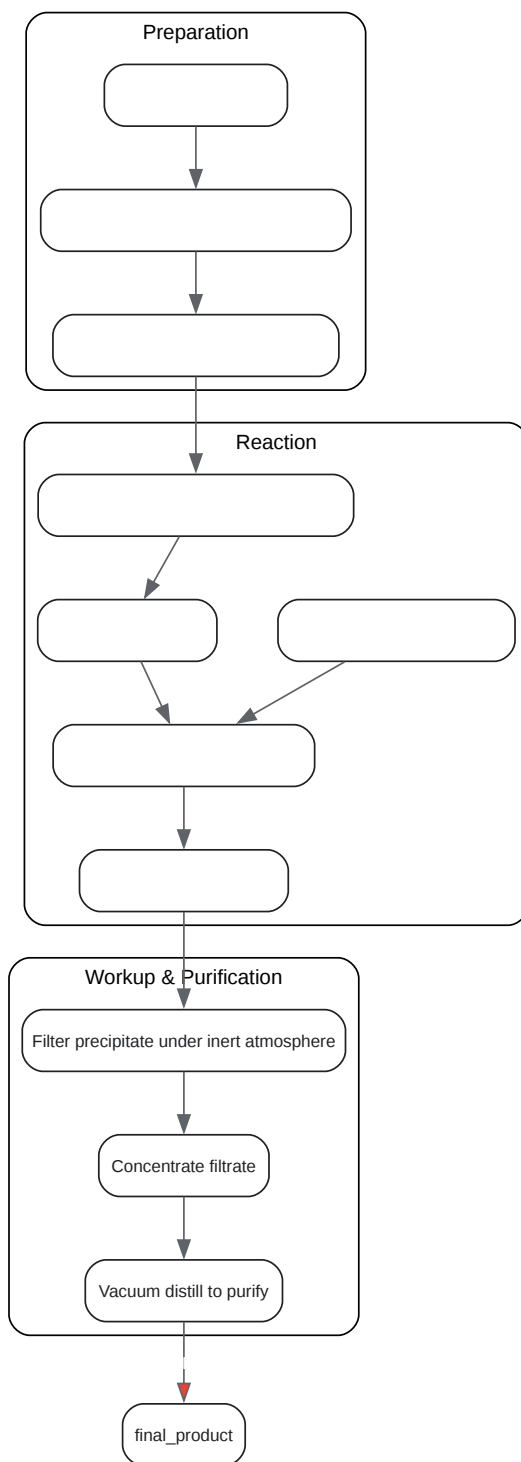 Preparation
Reaction
Workup & Purification
Filter precipitate under inert atmosphere
Concentrate filtrate
Vacuum distill to purify
final_product